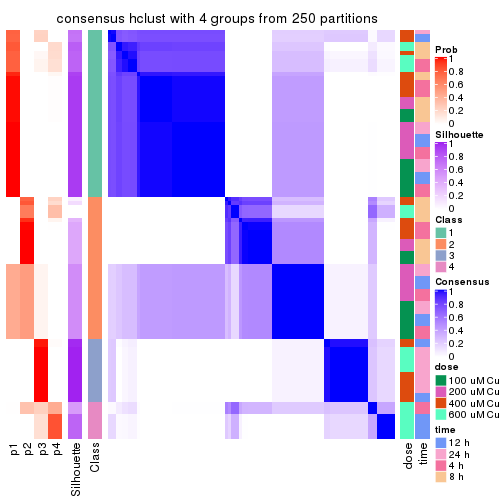 consensus hclust with 4 groups from 250 partitions
Prob
1
0.8
0.6
0.4
0.2
0
Silhouette
1
0.8
0.6
0.4
0.2
0
Class
1
2
3
4
Consensus
1
0.8
0.6
0.4
0.2
0
dose
100 uM Cu
200 uM Cu
400 uM Cu
600 uM Cu
time
12 h
24 h
4 h
8 h
p1
p2
p3
p4
Silhouette
Class
dose
time